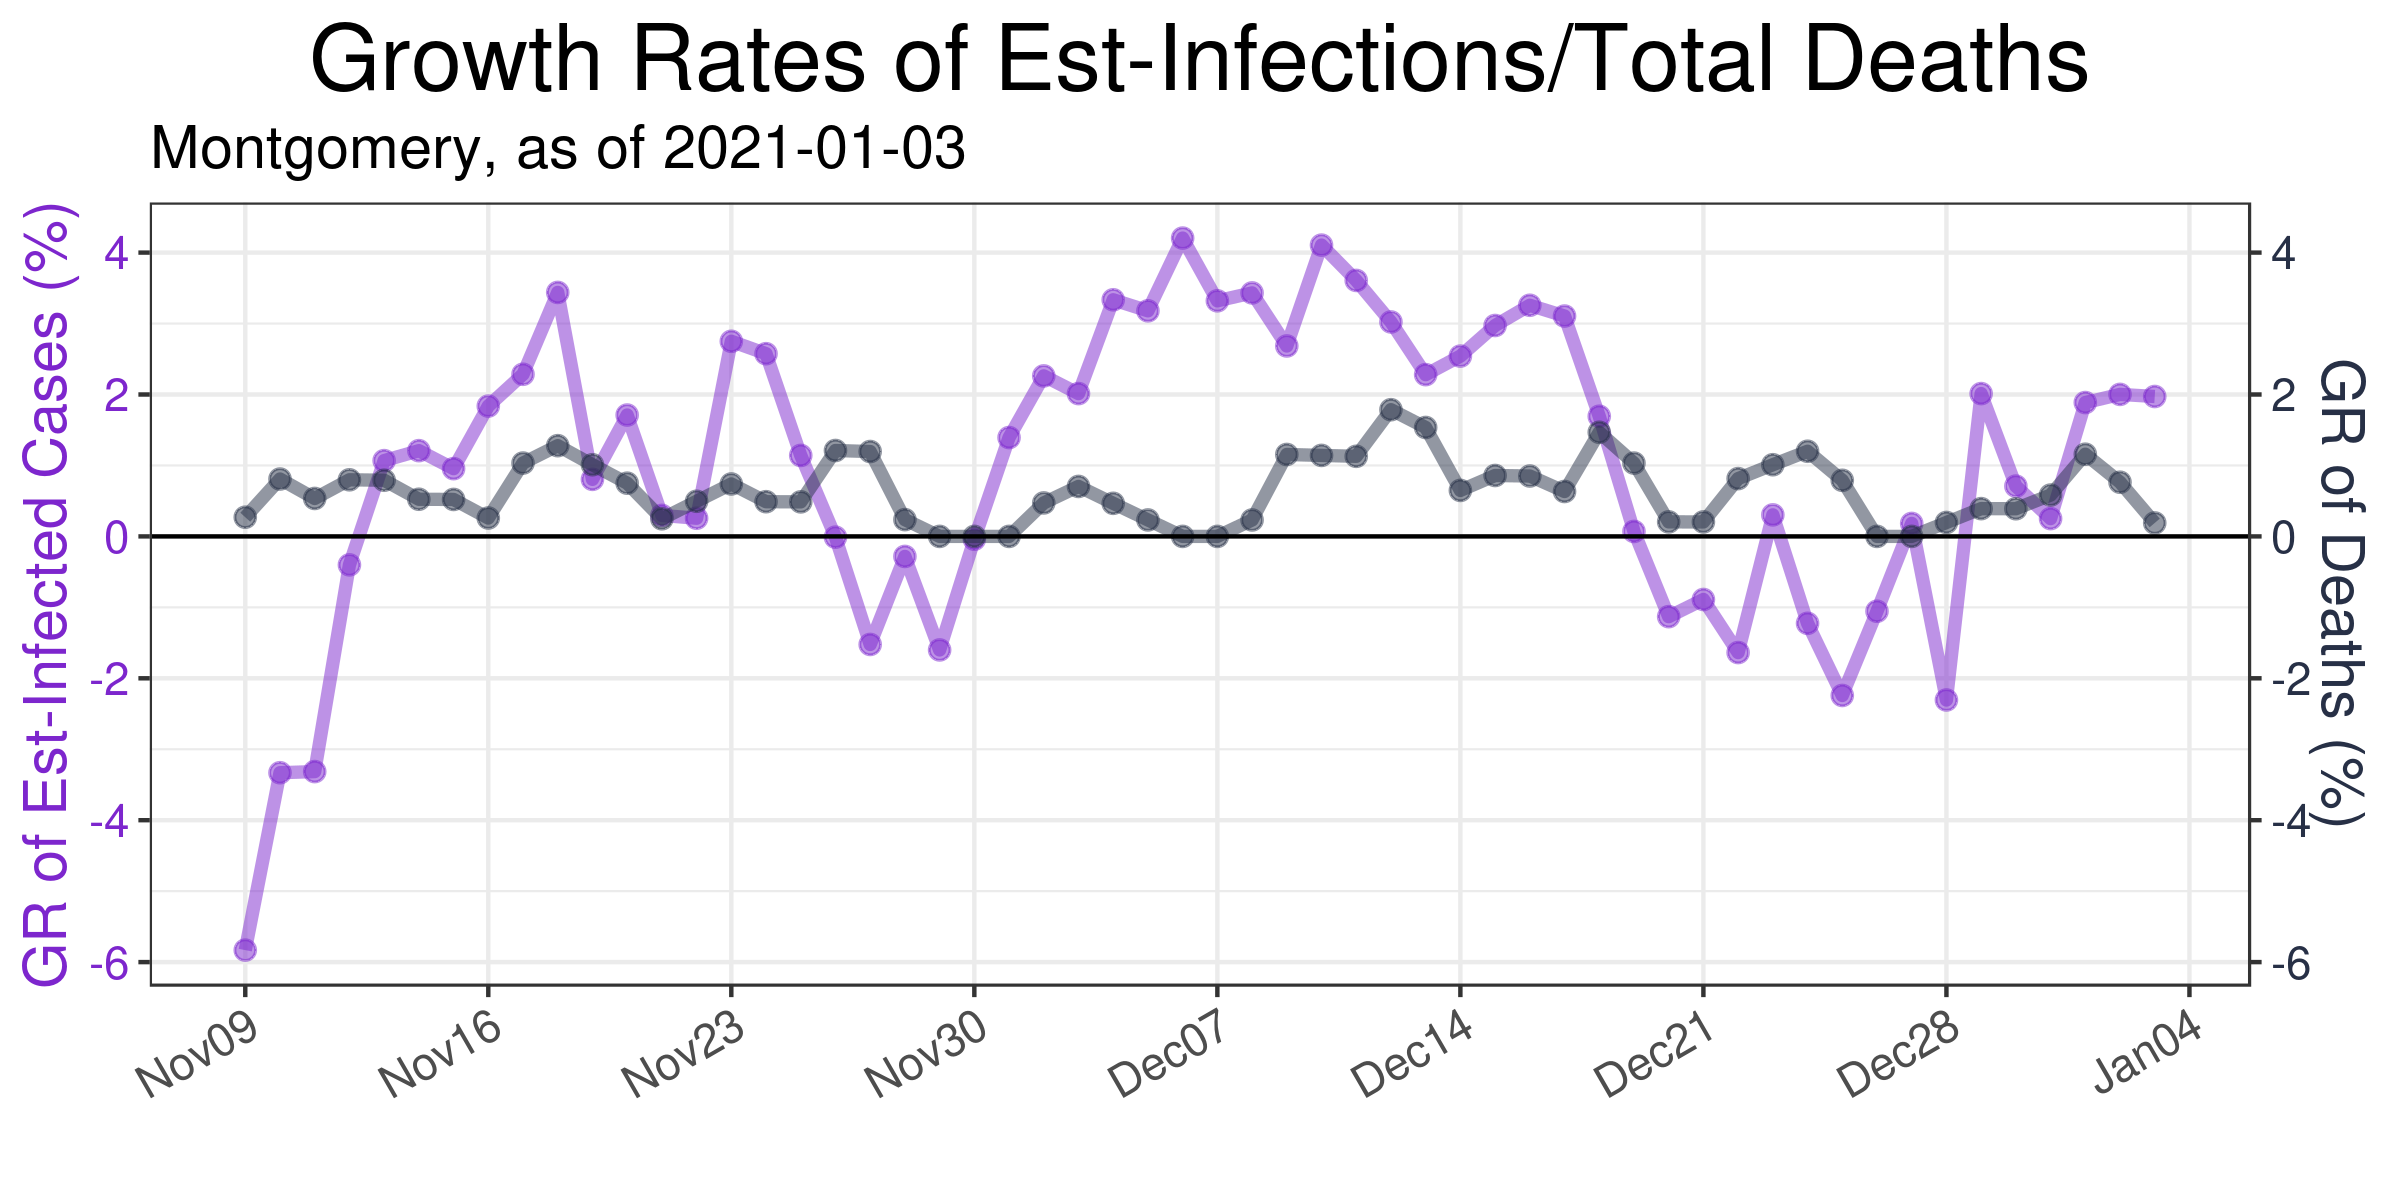 Growth Rates of Est-Infections/Total Deaths
Montgomery, as of 2021-01-03
GR of Est-Infected Cases (%)
4
2
0
-2
-4
-6
4
2
0
-2
-4
-6
GR of Deaths (%)
Nov09
Nov16
Nov23
Nov30
Dec07
Dec14
Dec21
Dec28
Jan04